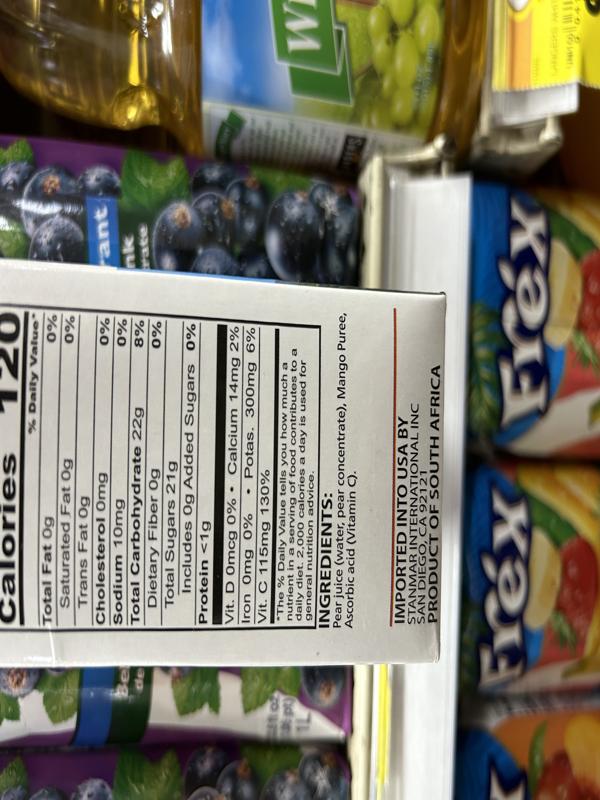 Calories 120
% Daily Value*
Total Fat 0g 0%
Saturated Fat 0g 0%
Trans Fat 0g
Cholesterol 0mg 0%
Sodium 10mg 0%
Total Carbohydrate 22g 8%
Dietary Fiber 0g 0%
Total Sugars 21g
Includes 0g Added Sugars 0%
Protein <1g
Vit. D 0mcg 0% • Calcium 14mg 2%
Iron 0mg 0% • Potas. 300mg 6%
Vit. C 115mg 130%
*The % Daily Value tells you how much a
nutrient in a serving of food contributes to a
daily diet. 2,000 calories a day is used for
general nutrition advice.
INGREDIENTS:
Pear juice (water, pear concentrate), Mango Puree,
Ascorbic acid (Vitamin C).
IMPORTED INTO USA BY
STANMAR INTERNATIONAL INC
SAN DIEGO, CA 92121
PRODUCT OF SOUTH AFRICA
Fréx
Fréx
Fréx
1L